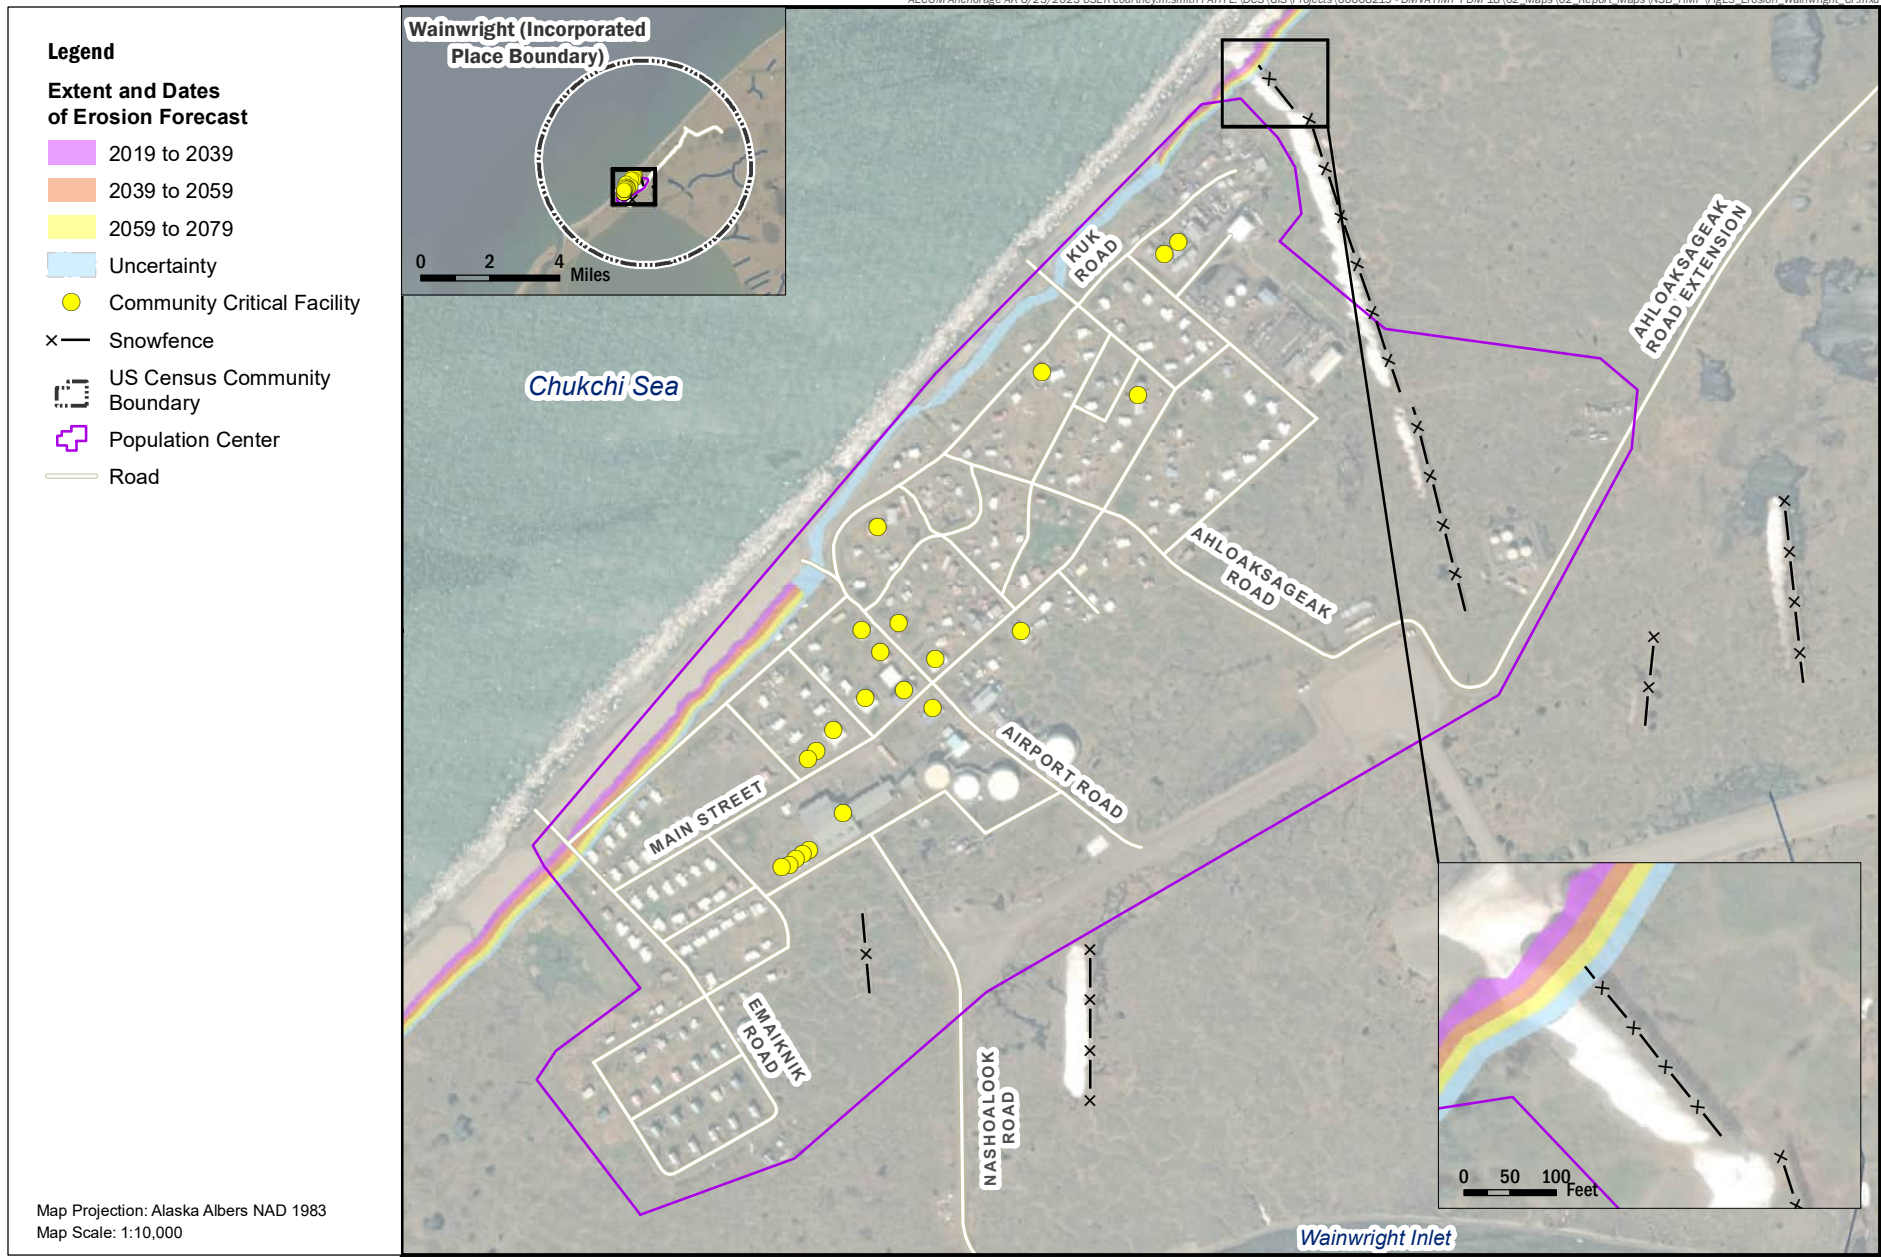 Legend
Extent and Dates
of Erosion Forecast
2019 to 2039
2039 to 2059
2059 to 2079
Uncertainty
Community Critical Facility
Snowfence
US Census Community
Boundary
Population Center
Road
Map Projection: Alaska Albers NAD 1983
Map Scale: 1:10,000
Wainwright (Incorporated
Place Boundary)
0 2 4
Miles
Chukchi Sea
KUK
ROAD
AHLOAKSAGEAK
ROAD EXTENSION
AHLOAKSAGEAK
ROAD
AIRPORT ROAD
MAIN STREET
EMAIKNIK
ROAD
NASHOALOOK
ROAD
0 50 100
Feet
Wainwright Inlet